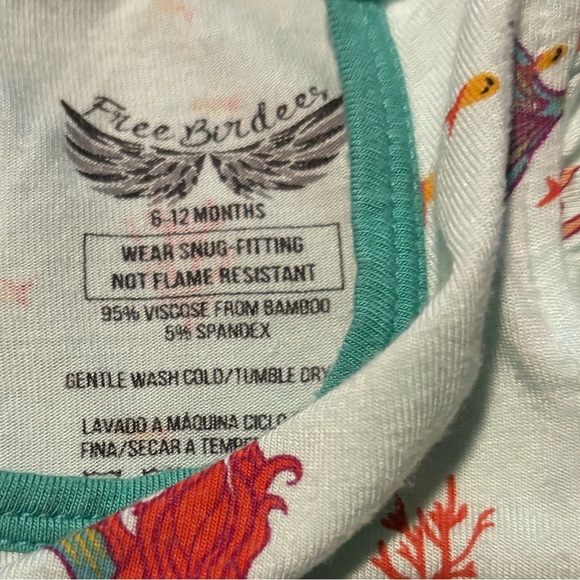 Free Birdees
6-12 MONTHS
WEAR SNUG-FITTING
NOT FLAME RESISTANT
95% VISCOSE FROM BAMBOO
5% SPANDEX
GENTLE WASH COLD/TUMBLE DRY
LAVADO A MÁQUINA CICLO
FINA/SECAR A